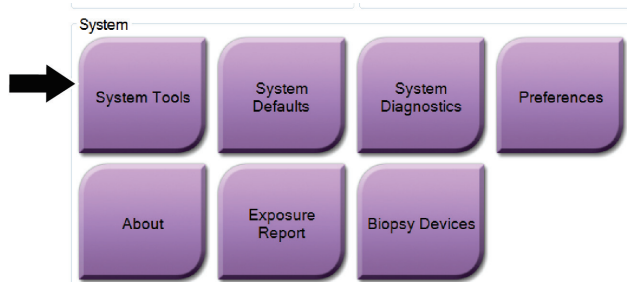 System
System Tools
System
Defaults
System
Diagnostics
Preferences
About
Exposure
Report
Biopsy Devices